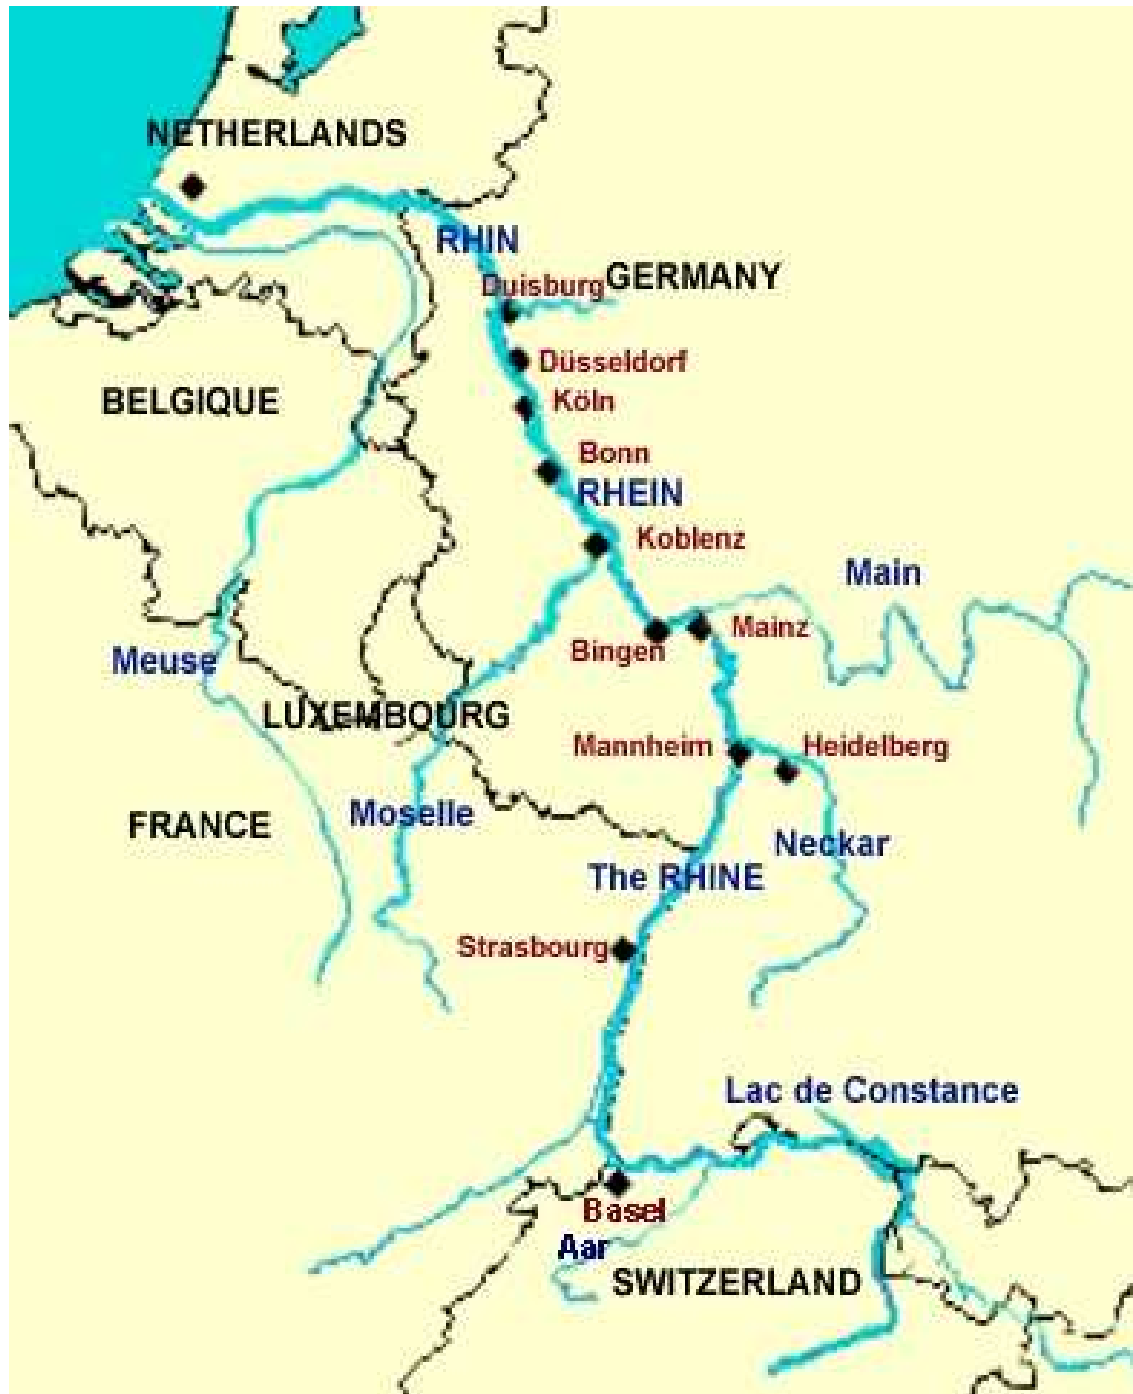 NETHERLANDS
RHIN
Duisburg
GERMANY
Düsseldorf
BELGIQUE
Köln
Bonn
RHEIN
Koblenz
Main
Mainz
Bingen
Meuse
LUXEMBOURG
Mannheim
Heidelberg
Moselle
FRANCE
Neckar
The RHINE
Strasbourg
Lac de Constance
Basel
Aar
SWITZERLAND